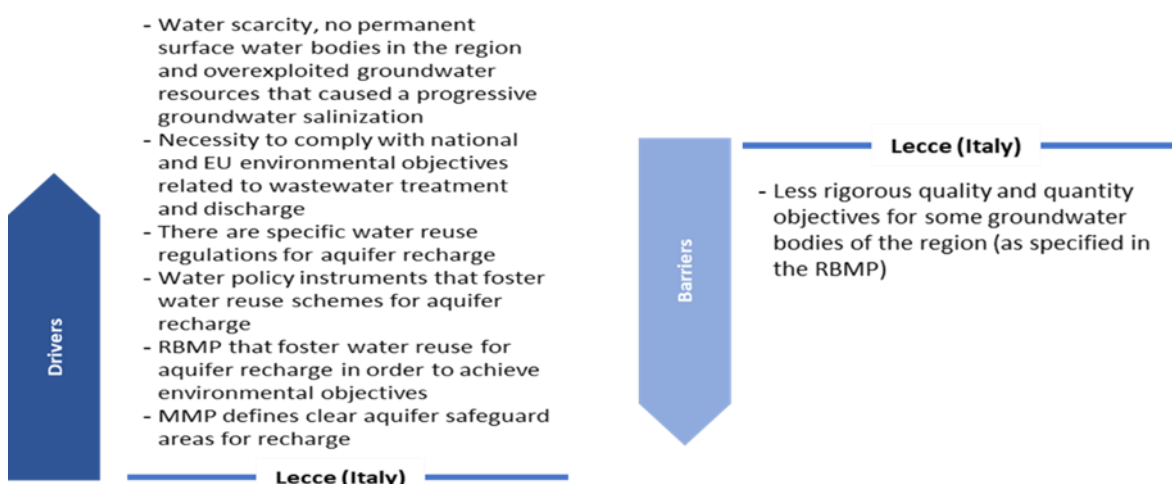 - Water scarcity, no permanent
surface water bodies in the region
and overexploited groundwater
resources that caused a progressive
groundwater salinization
- Necessity to comply with national
and EU environmental objectives
related to wastewater treatment
and discharge
- There are specific water reuse
regulations for aquifer recharge
- Water policy instruments that foster
water reuse schemes for aquifer
recharge
- RBMP that foster water reuse for
aquifer recharge in order to achieve
environmental objectives
- MMP defines clear aquifer safeguard
areas for recharge
Drivers
Lecce (Italy)
Barriers
Lecce (Italy)
- Less rigorous quality and quantity
objectives for some groundwater
bodies of the region (as specified in
the RBMP)